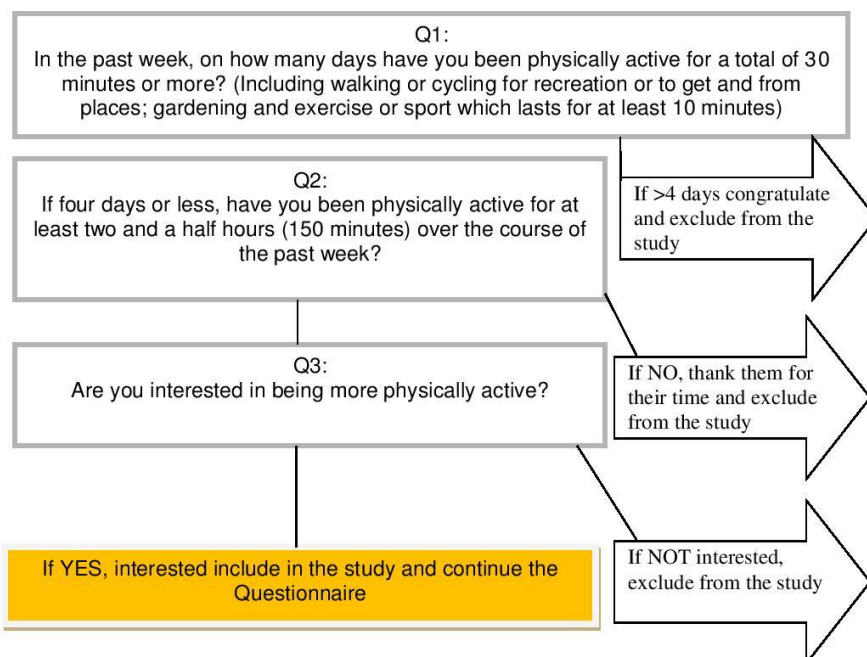 Q1:
In the past week, on how many days have you been physically active for a total of 30
minutes or more? (Including walking or cycling for recreation or to get and from
places; gardening and exercise or sport which lasts for at least 10 minutes)
If >4 days congratulate
and exclude from the
study
Q2:
If four days or less, have you been physically active for at
least two and a half hours (150 minutes) over the course of
the past week?
If NO, thank them for
their time and exclude
from the study
Q3:
Are you interested in being more physically active?
If NOT interested,
exclude from the study
If YES, interested include in the study and continue the
Questionnaire